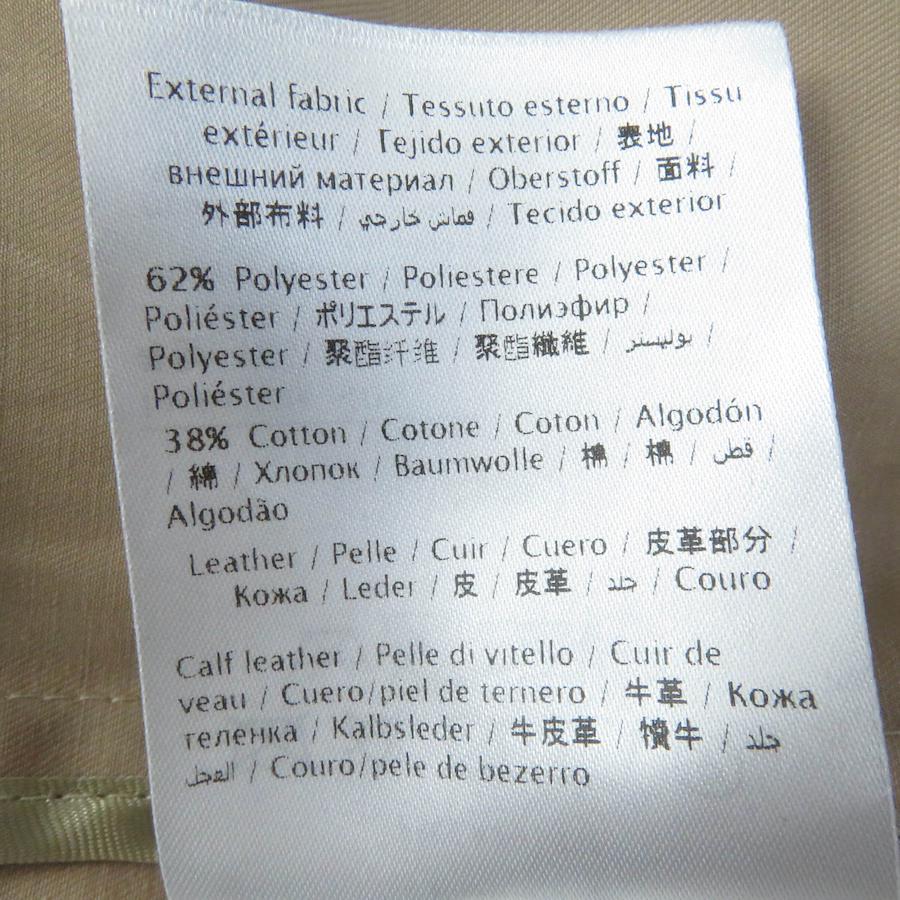 External fabric / Tessuto esterno / Tissu
extérieur / Tejido exterior / 表地 /
внешний материал / Oberstoff / 面料 /
外部布料 / قماش خارجي / Tecido exterior
62% Polyester / Poliestere / Polyester /
Poliéster / ポリエステル / Полиэфир /
Polyester / 聚酯纤维 / 聚酯纖維 / بوليستر /
Poliéster
38% Cotton / Cotone / Coton / Algodón
/ 綿 / Хлопок / Baumwolle / 棉 / 棉 / قطن /
Algodão
Leather / Pelle / Cuir / Cuero / 皮革部分 /
Кожа / Leder / 皮 / 皮革 / جلد / Couro
Calf leather / Pelle di vitello / Cuir de
veau / Cuero/piel de ternero / 牛革 / Кожа
теленка / Kalbsleder / 牛皮革 / 犢牛 / جلد
العجل / Couro/pele de bezerro